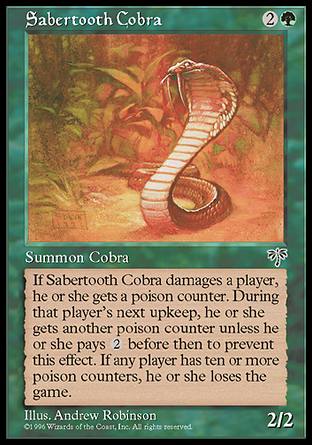 Sabertooth Cobra 2
Summon Cobra
If Sabertooth Cobra damages a player,
he or she gets a poison counter. During
that player's next upkeep, he or she
gets another poison counter unless he
or she pays 2 before then to prevent
this effect. If any player has ten or more
poison counters, he or she loses the
game.
Illus. Andrew Robinson
©1996 Wizards of the Coast, Inc. All rights reserved.
2/2